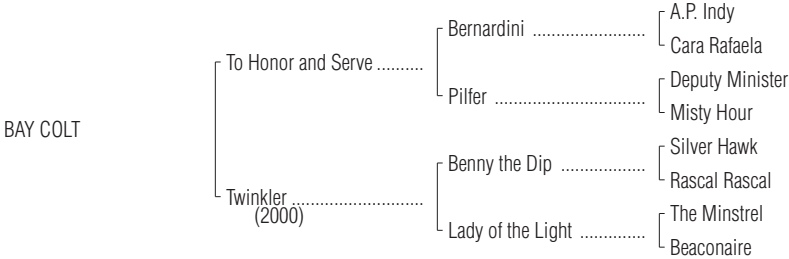 A.P. Indy
Bernardini ........................
Cara Rafaela
To Honor and Serve ..........
Deputy Minister
Pilfer ................................
Misty Hour
BAY COLT
Silver Hawk
Benny the Dip ..................
Rascal Rascal
Twinkler ............................
(2000)
The Minstrel
Lady of the Light ..............
Beaconaire